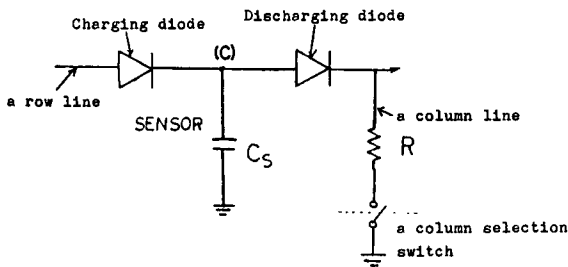 Discharging diode
Charging diode
(C)
a row line
SENSOR
Cs
a column line
R
a column selection
switch